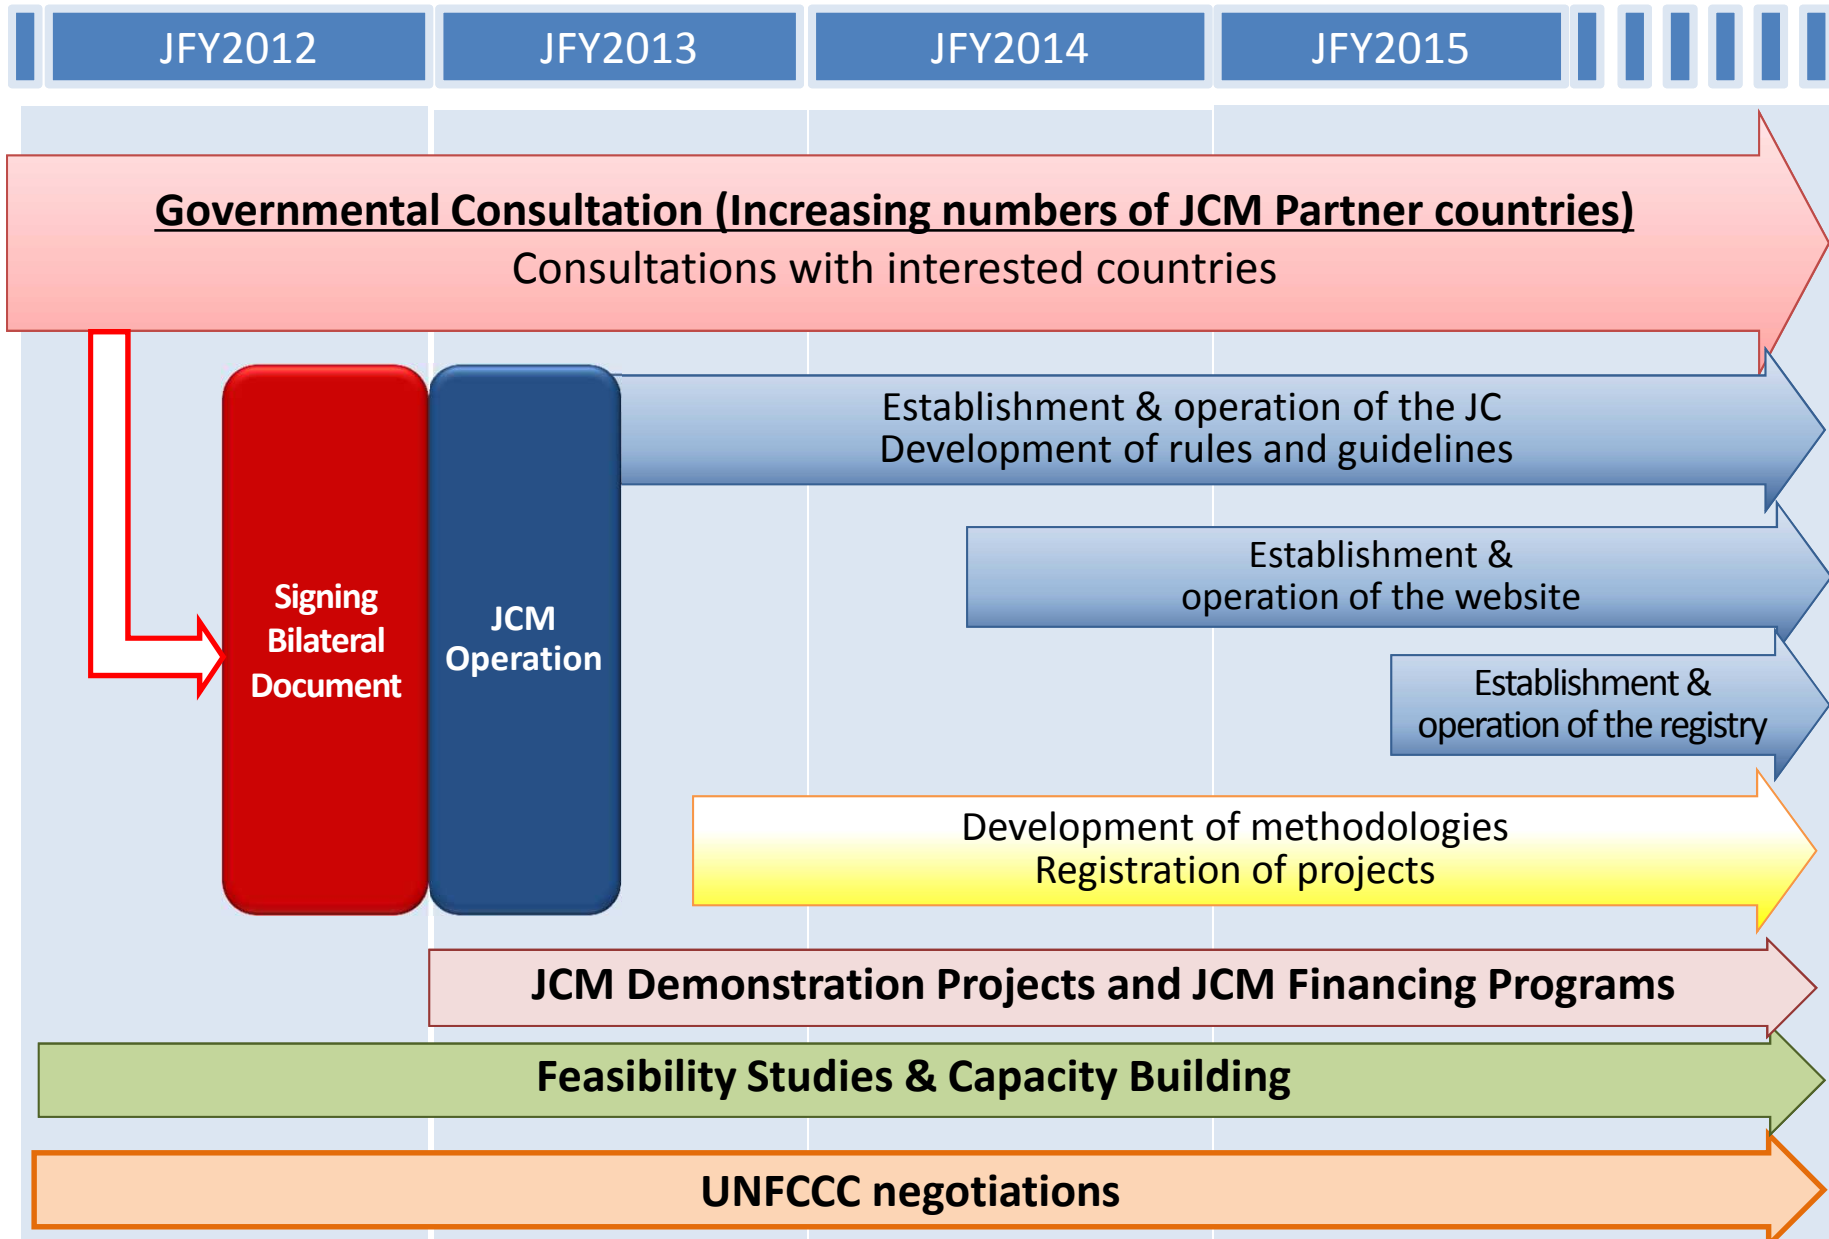 JFY2012
JFY2013
JFY2014
JFY2015
Governmental Consultation (Increasing numbers of JCM Partner countries)
Consultations with interested countries
Signing
Bilateral
Document
JCM
Operation
Establishment & operation of the JC
Development of rules and guidelines
Establishment &
operation of the website
Establishment &
operation of the registry
Development of methodologies
Registration of projects
JCM Demonstration Projects and JCM Financing Programs
Feasibility Studies & Capacity Building
UNFCCC negotiations